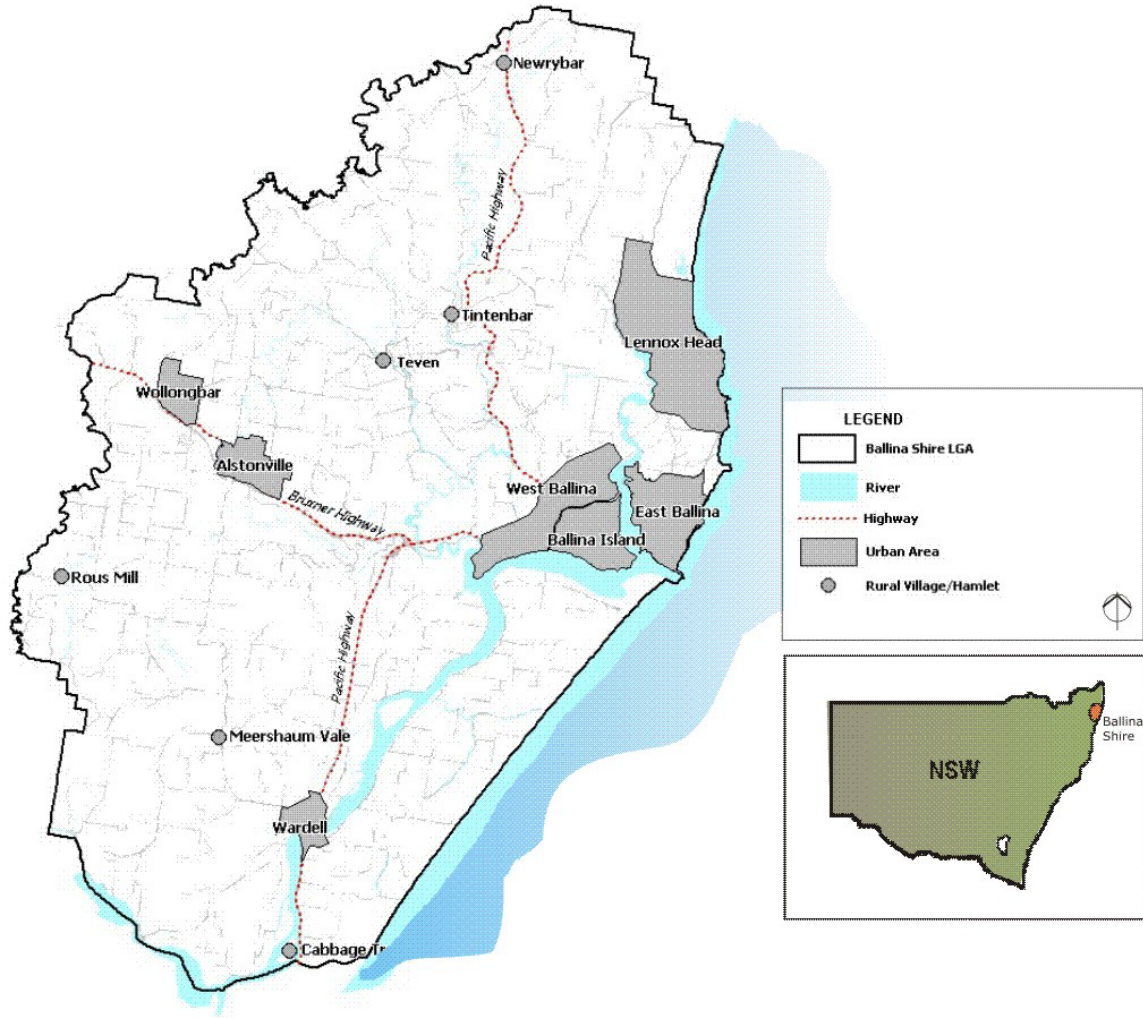 Newrybar
Pacific Highway
Tintenbar
Teven
Lennox Head
Wollongbar
Alstonville
Bruxner Highway
West Ballina
East Ballina
Ballina Island
Rous Mill
Pacific Highway
Meershaum Vale
Wardell
Cabbage Tr
LEGEND
Ballina Shire LGA
River
Highway
Urban Area
Rural Village/Hamlet
NSW
Ballina
Shire